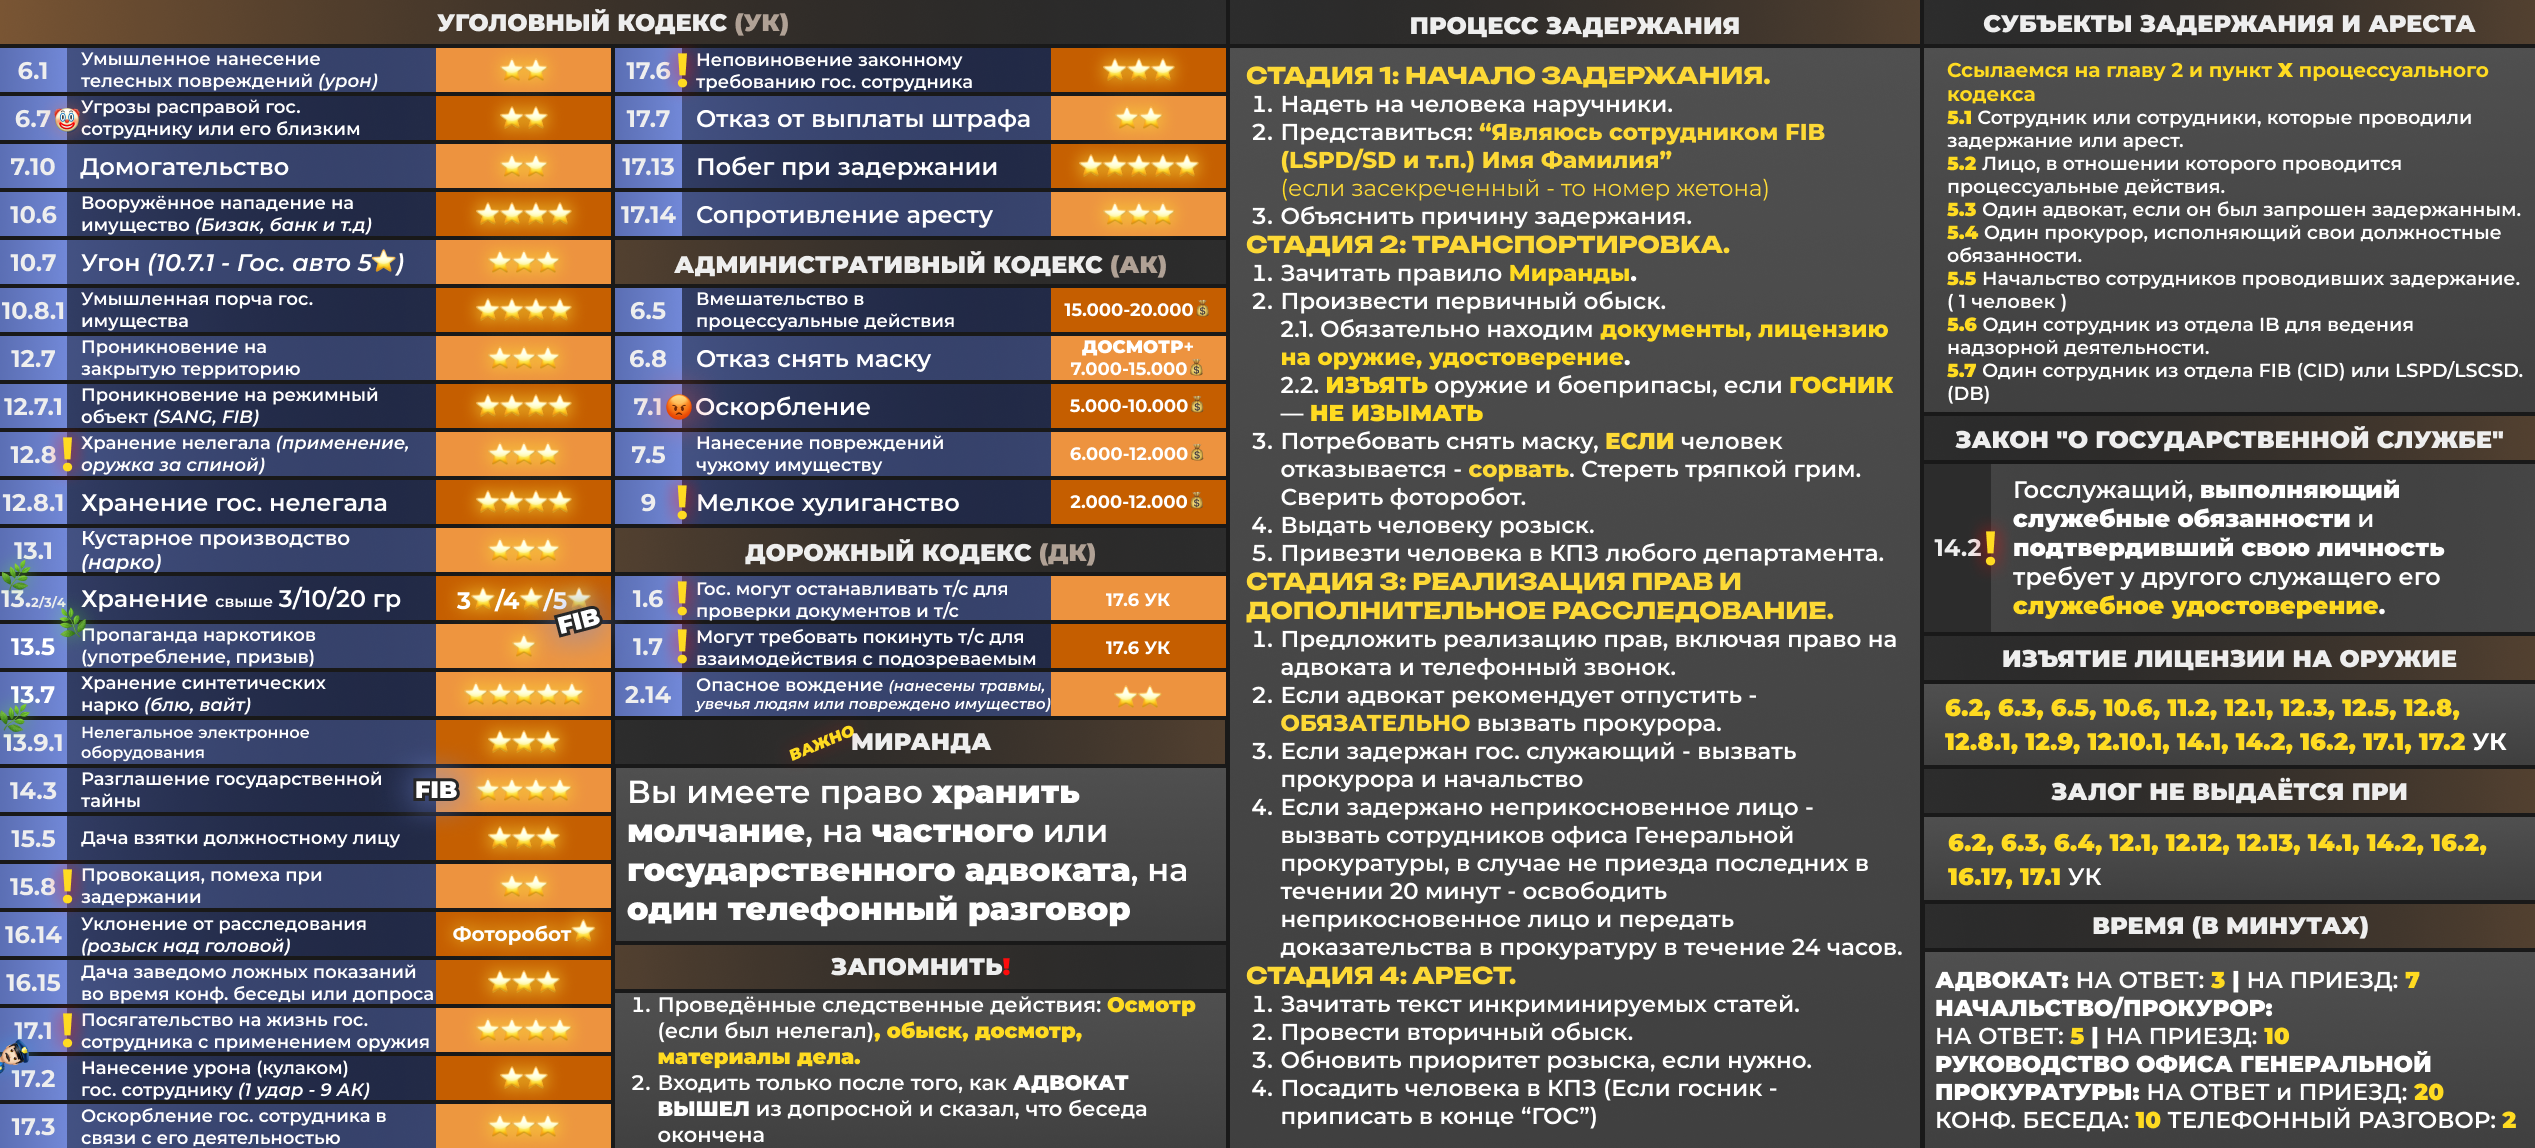 УГОЛОВНЫЙ КОДЕКС (УК)
6.1 Умышленное нанесение
телесных повреждений (урон)
6.7 Угрозы расправой гос.
сотруднику или его близким
7.10 Домогательство
10.6 Вооружённое нападение на
имущество (Бизак, банк и т.д)
10.7 Угон (10.7.1 - Гос. авто 5⭐)
10.8.1 Умышленная порча гос.
имущества
12.7 Проникновение на
закрытую территорию
12.7.1 Проникновение на режимный
объект (SANG, FIB)
12.8 ! Хранение нелегала (применение,
оружка за спиной)
12.8.1 Хранение гос. нелегала
13.1 Кустарное производство
(нарко)
13.2/3/4 Хранение свыше 3/10/20 гр 3⭐/4⭐/5⭐
FIB
13.5 Пропаганда наркотиков
(употребление, призыв)
13.7 Хранение синтетических
нарко (блю, вайт)
13.9.1 Нелегальное электронное
оборудования
14.3 Разглашение государственной
тайны
FIB
15.5 Дача взятки должностному лицу
15.8 ! Провокация, помеха при
задержании
16.14 Уклонение от расследования
(розыск над головой)
Фоторобот⭐
16.15 Дача заведомо ложных показаний
во время конф. беседы или допроса
17.1 ! Посягательство на жизнь гос.
сотрудника с применением оружия
17.2 Нанесение урона (кулаком)
гос. сотруднику (1 удар - 9 АК)
17.3 Оскорбление гос. сотрудника в
связи с его деятельностью
17.6 ! Неповиновение законному
требованию гос. сотрудника
17.7 Отказ от выплаты штрафа
17.13 Побег при задержании
17.14 Сопротивление аресту
АДМИНИСТРАТИВНЫЙ КОДЕКС (АК)
6.5 Вмешательство в
процессуальные действия
15.000-20.000
6.8 Отказ снять маску
ДОСМОТР+
7.000-15.000
7.1 Оскорбление 5.000-10.000
7.5 Нанесение повреждений
чужому имуществу
6.000-12.000
9 ! Мелкое хулиганство 2.000-12.000
ДОРОЖНЫЙ КОДЕКС (ДК)
1.6 ! Гос. могут останавливать т/с для
проверки документов и т/с
17.6 УК
1.7 ! Могут требовать покинуть т/с для
взаимодействия с подозреваемым
17.6 УК
2.14 Опасное вождение (нанесены травмы,
увечья людям или повреждено имущество)
ВАЖНО
МИРАНДА
Вы имеете право хранить
молчание, на частного или
государственного адвоката, на
один телефонный разговор
ЗАПОМНИТЬ!
1. Проведённые следственные действия: Осмотр
(если был нелегал), обыск, досмотр,
материалы дела.
2. Входить только после того, как АДВОКАТ
ВЫШЕЛ из допросной и сказал, что беседа
окончена
ПРОЦЕСС ЗАДЕРЖАНИЯ
СТАДИЯ 1: НАЧАЛО ЗАДЕРЖАНИЯ.
1. Надеть на человека наручники.
2. Представиться: “Являюсь сотрудником FIB
(LSPD/SD и т.п.) Имя Фамилия”
(если засекреченный - то номер жетона)
3. Объяснить причину задержания.
СТАДИЯ 2: ТРАНСПОРТИРОВКА.
1. Зачитать правило Миранды.
2. Произвести первичный обыск.
2.1. Обязательно находим документы, лицензию
на оружие, удостоверение.
2.2. ИЗЪЯТЬ оружие и боеприпасы, если ГОСНИК
— НЕ ИЗЫМАТЬ
3. Потребовать снять маску, ЕСЛИ человек
отказывается - сорвать. Стереть тряпкой грим.
Сверить фоторобот.
4. Выдать человеку розыск.
5. Привезти человека в КПЗ любого департамента.
СТАДИЯ 3: РЕАЛИЗАЦИЯ ПРАВ И
ДОПОЛНИТЕЛЬНОЕ РАССЛЕДОВАНИЕ.
1. Предложить реализацию прав, включая право на
адвоката и телефонный звонок.
2. Если адвокат рекомендует отпустить -
ОБЯЗАТЕЛЬНО вызвать прокурора.
3. Если задержан гос. служающий - вызвать
прокурора и начальство
4. Если задержано неприкосновенное лицо -
вызвать сотрудников офиса Генеральной
прокуратуры, в случае не приезда последних в
течении 20 минут - освободить
неприкосновенное лицо и передать
доказательства в прокуратуру в течение 24 часов.
СТАДИЯ 4: АРЕСТ.
1. Зачитать текст инкриминируемых статей.
2. Провести вторичный обыск.
3. Обновить приоритет розыска, если нужно.
4. Посадить человека в КПЗ (Если госник -
приписать в конце “ГОС”)
СУБЪЕКТЫ ЗАДЕРЖАНИЯ И АРЕСТА
Ссылаемся на главу 2 и пункт X процессуального
кодекса
5.1 Сотрудник или сотрудники, которые проводили
задержание или арест.
5.2 Лицо, в отношении которого проводится
процессуальные действия.
5.3 Один адвокат, если он был запрошен задержанным.
5.4 Один прокурор, исполняющий свои должностные
обязанности.
5.5 Начальство сотрудников проводивших задержание.
( 1 человек )
5.6 Один сотрудник из отдела IB для ведения
надзорной деятельности.
5.7 Один сотрудник из отдела FIB (CID) или LSPD/LSCSD.
(DB)
ЗАКОН "О ГОСУДАРСТВЕННОЙ СЛУЖБЕ"
14.2 ! Госслужащий, выполняющий
служебные обязанности и
подтвердивший свою личность
требует у другого служащего его
служебное удостоверение.
ИЗЪЯТИЕ ЛИЦЕНЗИИ НА ОРУЖИЕ
6.2, 6.3, 6.5, 10.6, 11.2, 12.1, 12.3, 12.5, 12.8,
12.8.1, 12.9, 12.10.1, 14.1, 14.2, 16.2, 17.1, 17.2 УК
ЗАЛОГ НЕ ВЫДАЁТСЯ ПРИ
6.2, 6.3, 6.4, 12.1, 12.12, 12.13, 14.1, 14.2, 16.2,
16.17, 17.1 УК
ВРЕМЯ (В МИНУТАХ)
АДВОКАТ: НА ОТВЕТ: 3 | НА ПРИЕЗД: 7
НАЧАЛЬСТВО/ПРОКУРОР:
НА ОТВЕТ: 5 | НА ПРИЕЗД: 10
РУКОВОДСТВО ОФИСА ГЕНЕРАЛЬНОЙ
ПРОКУРАТУРЫ: НА ОТВЕТ и ПРИЕЗД: 20
КОНФ. БЕСЕДА: 10 ТЕЛЕФОННЫЙ РАЗГОВОР: 2